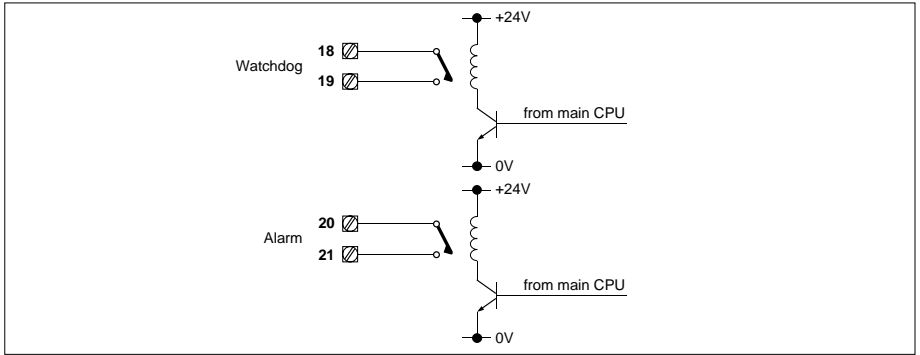 +24V
18
Watchdog
19
from main CPU
0V
+24V
20
Alarm
21
from main CPU
0V